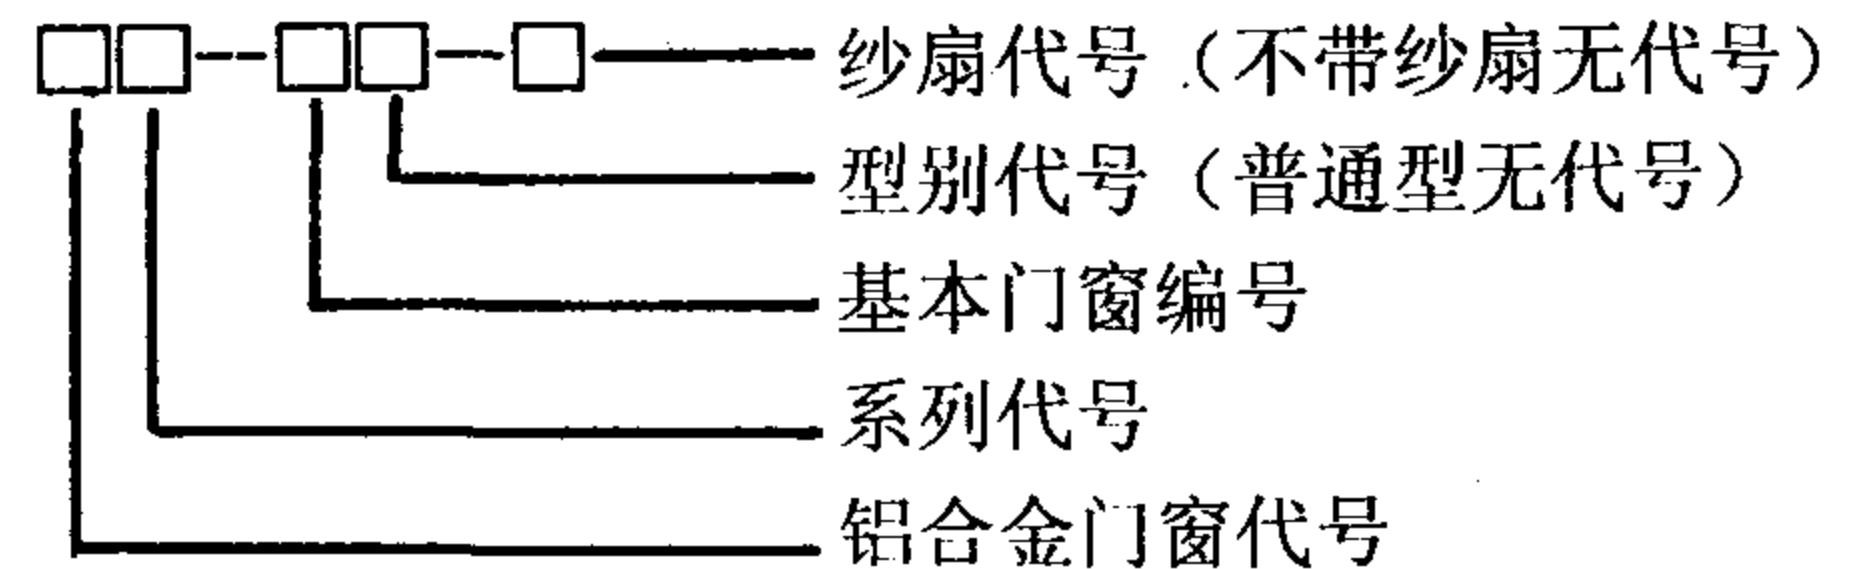 纱扇代号（不带纱扇无代号）
型别代号（普通型无代号）
基本门窗编号
系列代号
铝合金门窗代号